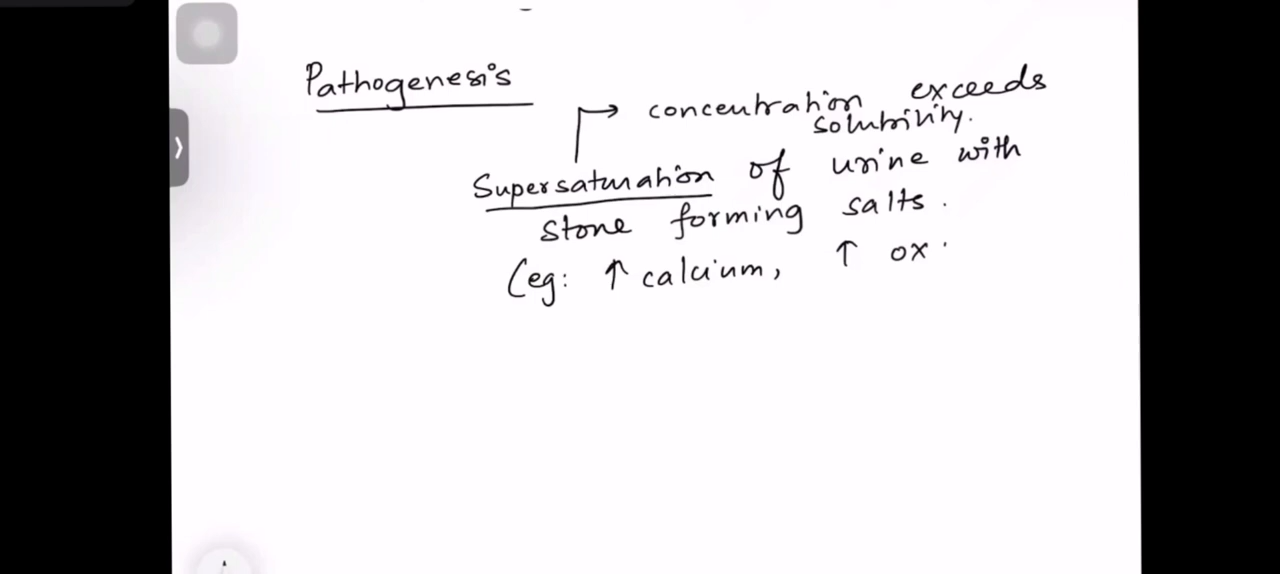 Pathogenesis
→ concentration exceeds
solubility.
Supersaturation of urine with
stone forming salts.
(eg: ↑ calcium, ↑ ox